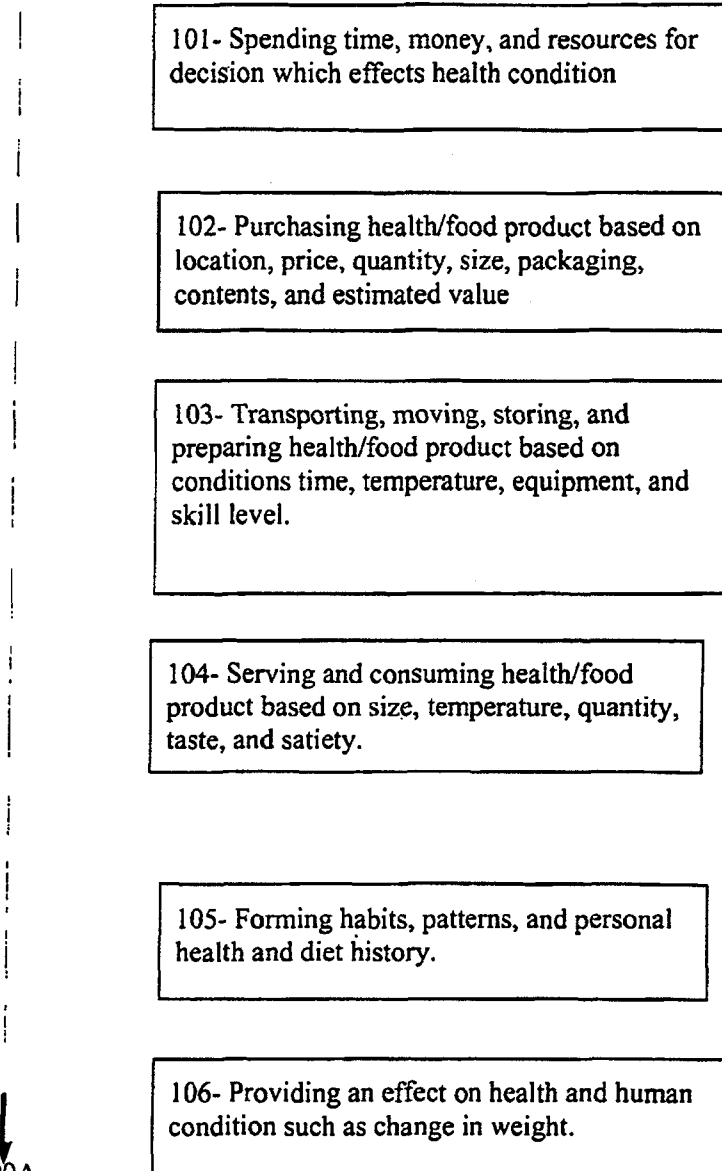 101- Spending time, money, and resources for
decision which effects health condition
102- Purchasing health/food product based on
location, price, quantity, size, packaging,
contents, and estimated value
103- Transporting, moving, storing, and
preparing health/food product based on
conditions time, temperature, equipment, and
skill level.
104- Serving and consuming health/food
product based on size, temperature, quantity,
taste, and satiety.
105- Forming habits, patterns, and personal
health and diet history.
106- Providing an effect on health and human
condition such as change in weight.